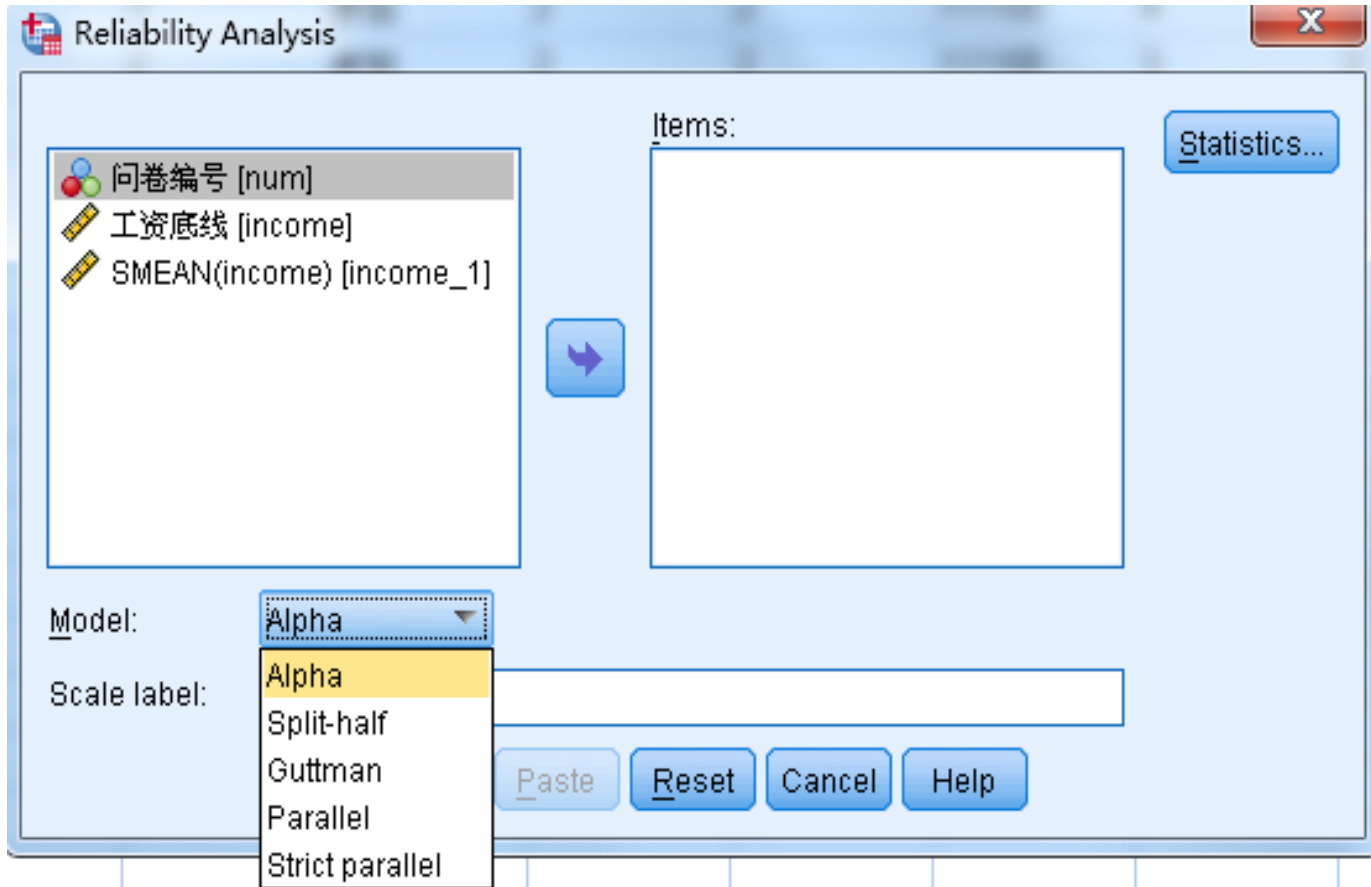 Reliability Analysis
Items:
Statistics...
问卷编号 [num]
工资底线 [income]
SMEAN(income) [income_1]
Model:
Alpha
Alpha
Scale label:
Split-half
Guttman
Parallel
Strict parallel
Paste
Reset
Cancel
Help